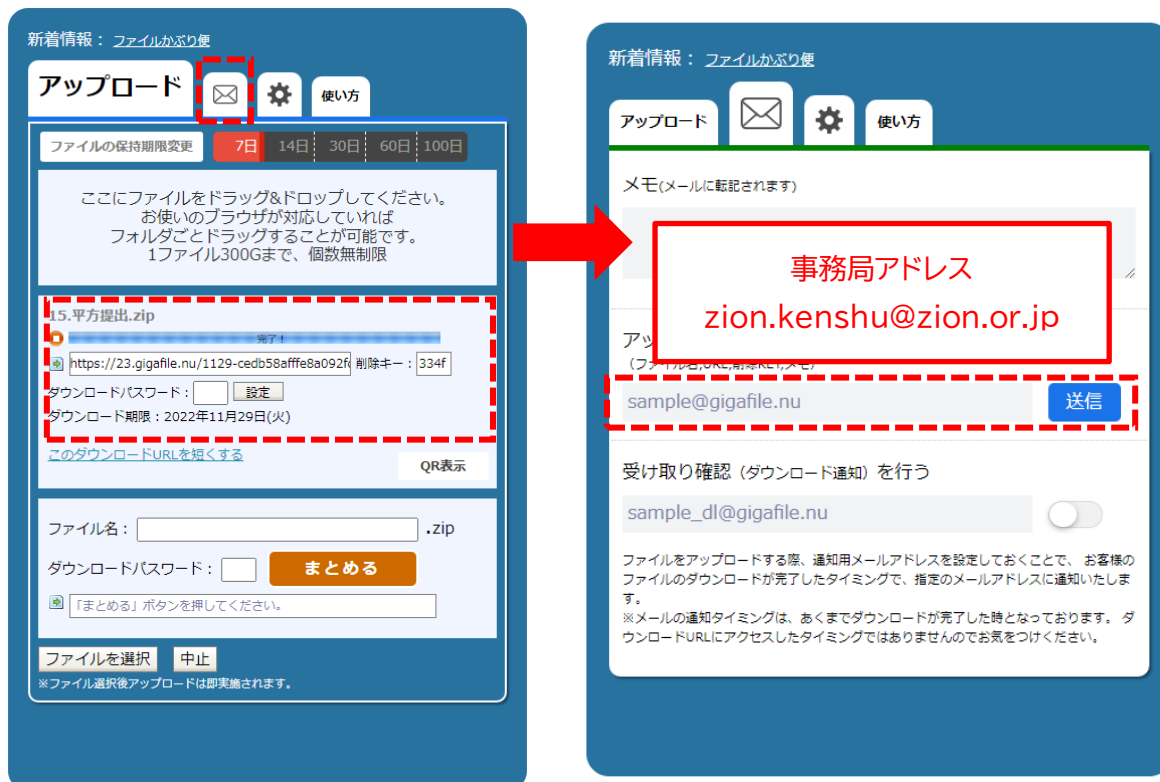 新着情報： ファイルかぶり便
アップロード
使い方
ファイルの保持期限変更
7日 14日 30日 60日 100日
ここにファイルをドラッグ&ドロップしてください。
お使いのブラウザが対応していれば
フォルダごとドラッグすることが可能です。
1ファイル300Gまで、個数無制限
15.平方提出.zip
完了！
https://23.gigafile.nu/1129-cedb58afffe8a092f 削除キー： 334f
ダウンロードパスワード： 設定
ダウンロード期限：2022年11月29日(火)
このダウンロードURLを短くする
QR表示
ファイル名： .zip
ダウンロードパスワード： まとめる
「まとめる」ボタンを押してください。
ファイルを選択 中止
※ファイル選択後アップロードは即実施されます。
新着情報： ファイルかぶり便
アップロード
使い方
メモ(メールに転記されます)
事務局アドレス
zion.kenshu@zion.or.jp
アッ
(ファイル名,URL,削除KEY,メモ)
sample@gigafile.nu 送信
受け取り確認（ダウンロード通知）を行う
sample_dl@gigafile.nu
ファイルをアップロードする際、通知用メールアドレスを設定しておくことで、 お客様の
ファイルのダウンロードが完了したタイミングで、指定のメールアドレスに通知いたしま
す。
※メールの通知タイミングは、あくまでダウンロードが完了した時となっております。 ダ
ウンロードURLにアクセスしたタイミングではありませんのでお気をつけください。